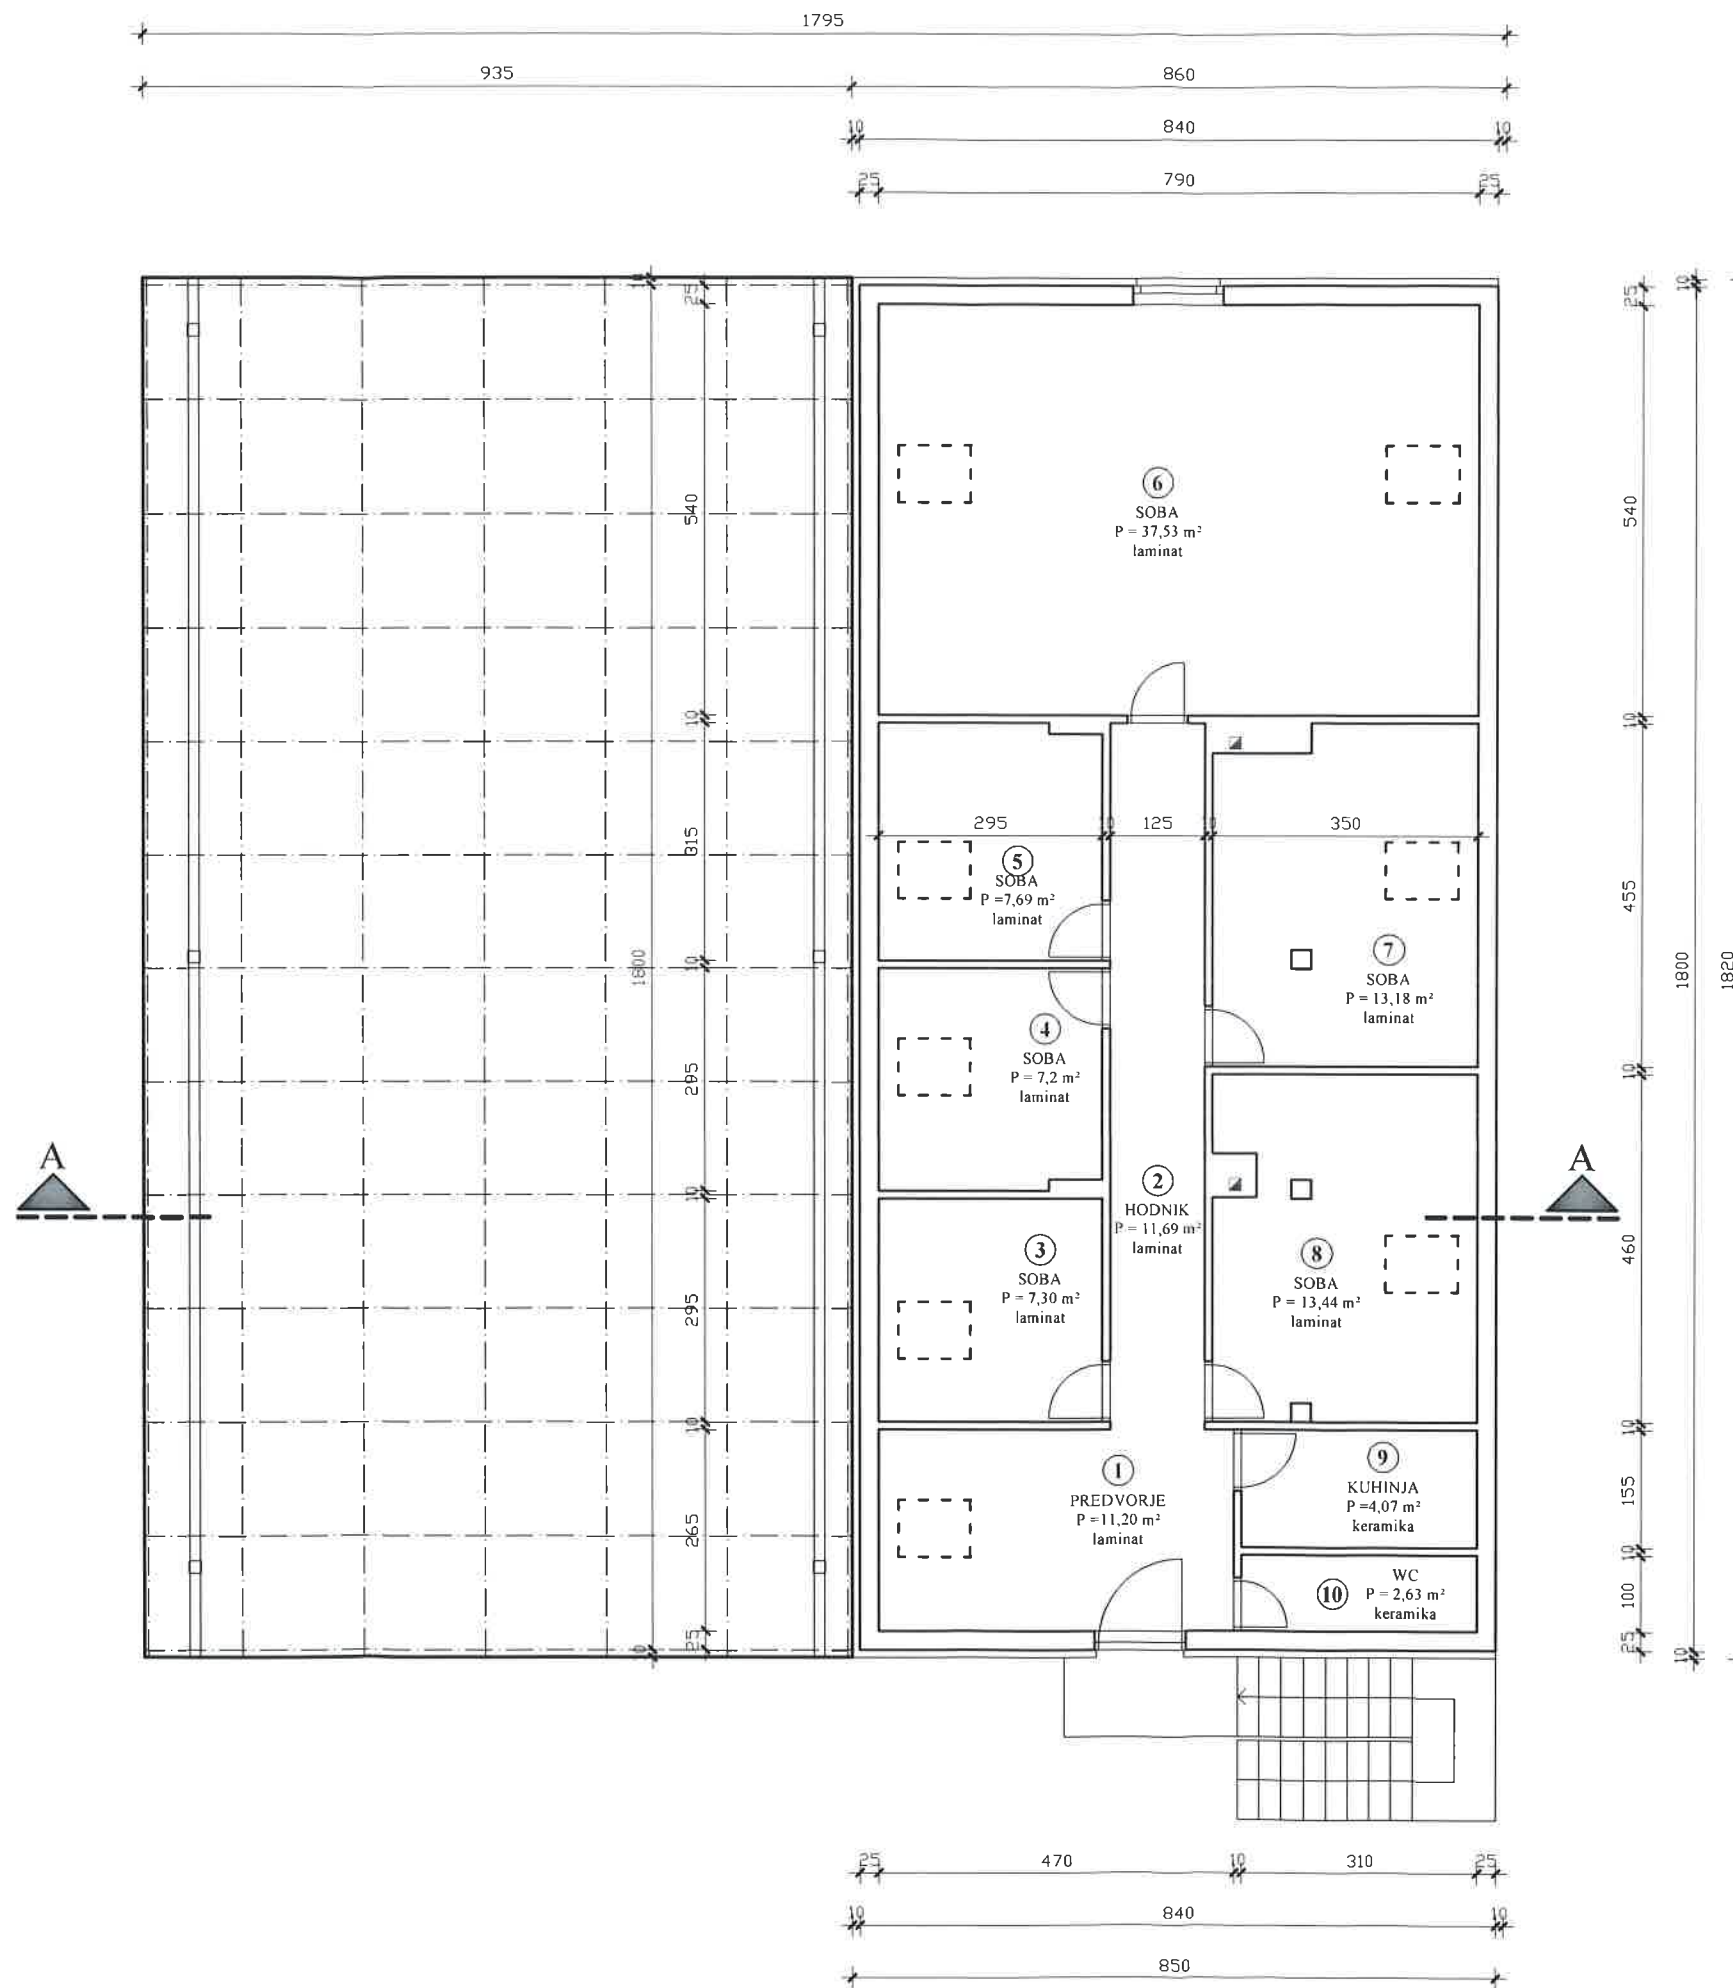 1795
935
860
10
840
10
25
790
25
10
25
25
10
6
SOBA
P = 37,53 m²
laminat
540
540
10
10
295
10
125
10
350
315
5
SOBA
P =7,69 m²
laminat
455
7
SOBA
P = 13,18 m²
laminat
10
1800
1800
1820
4
SOBA
P = 7,2 m²
laminat
295
10
A
A
10
2
HODNIK
P = 11,69 m²
laminat
3
SOBA
P = 7,30 m²
laminat
8
SOBA
P = 13,44 m²
laminat
460
295
10
10
1
PREDVORJE
P =11,20 m²
laminat
9
KUHINJA
P =4,07 m²
keramika
155
265
10
10
WC
P = 2,63 m²
keramika
100
25
25
10
25
470
10
310
25
10
840
10
850